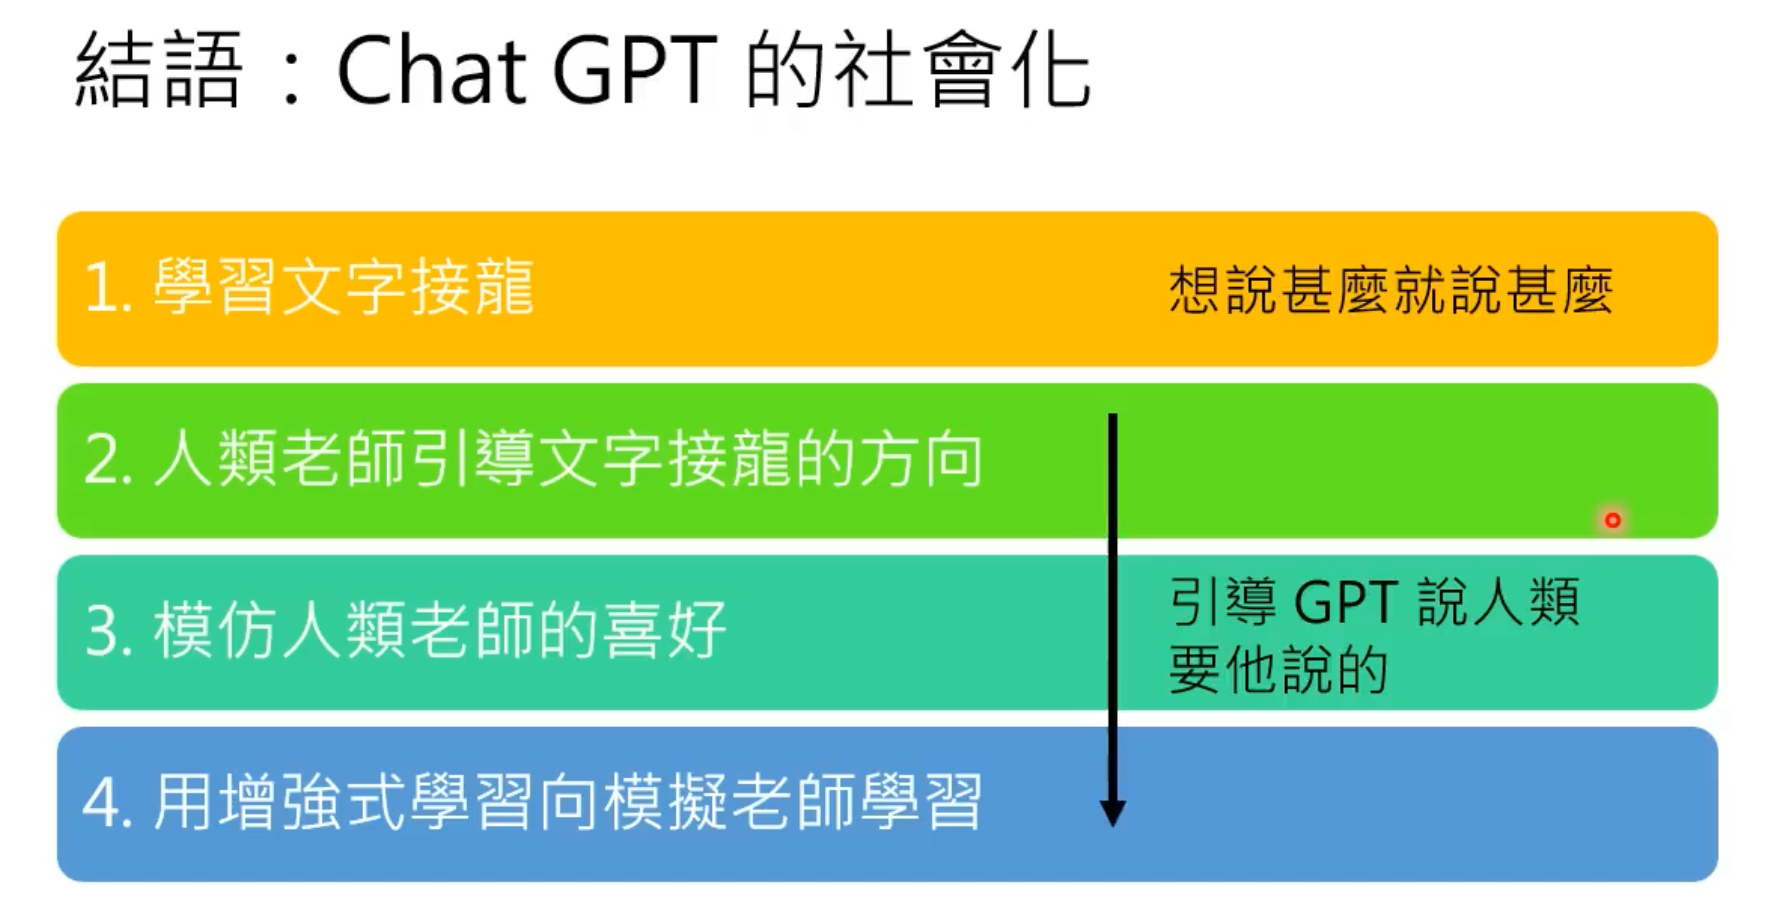 結語：Chat GPT 的社會化
1. 學習文字接龍
想說甚麼就說甚麼
2. 人類老師引導文字接龍的方向
3. 模仿人類老師的喜好
引導 GPT 說人類
要他說的
4. 用增強式學習向模擬老師學習